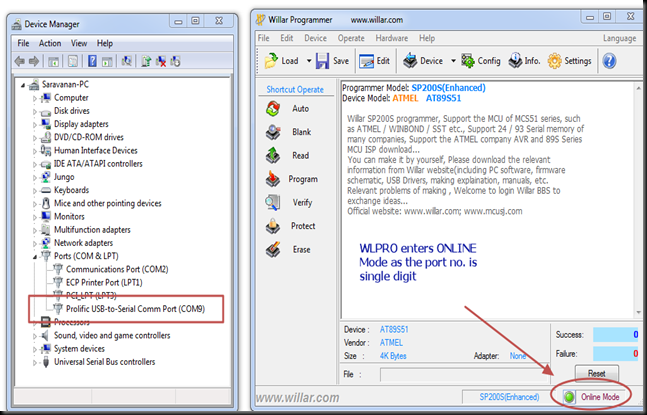 Device Manager
File Action View Help
Saravanan-PC
Computer
Disk drives
Display adapters
DVD/CD-ROM drives
Human Interface Devices
IDE ATA/ATAPI controllers
Jungo
Keyboards
Mice and other pointing devices
Monitors
Multifunction adapters
Network adapters
Ports (COM & LPT)
Communications Port (COM2)
ECP Printer Port (LPT1)
PCI_LPT (LPT3)
Prolific USB-to-Serial Comm Port (COM9)
Processors
Sound, video and game controllers
System devices
Universal Serial Bus controllers
Willar Programmer www.willar.com
File Edit Device Operate Hardware Help Language
Load Save Edit Device Config Info. Settings
Shortcut Operate
Auto
Blank
Read
Program
Verify
Protect
Erase
Programmer Model: SP200S(Enhanced)
Device Model: ATMEL AT89S51
Willar SP200S programmer, Support the MCU of MCS51 series, such
as ATMEL / WINBOND / SST etc., Support 24 / 93 Serial memory of
many companies, Support the ATMEL company AVR and 89S Series
MCU ISP download...
You can make it by yourself, Please download the relevant
information from Willar website(including PC software, firmware
schematic, USB Drivers, making explanation, manuals, etc.
Relevant problems of making , Welcome to login Willar BBS to
exchange ideas...
Official website: www.willar.com; www.mcusj.com
WLPRO enters ONLINE
Mode as the port no. is
single digit
Device : AT89S51
Vendor : ATMEL
Size : 4K Bytes Adapter: None
File :
Success: 0
Failure: 0
Reset
www.willar.com SP200S(Enhanced) Online Mode